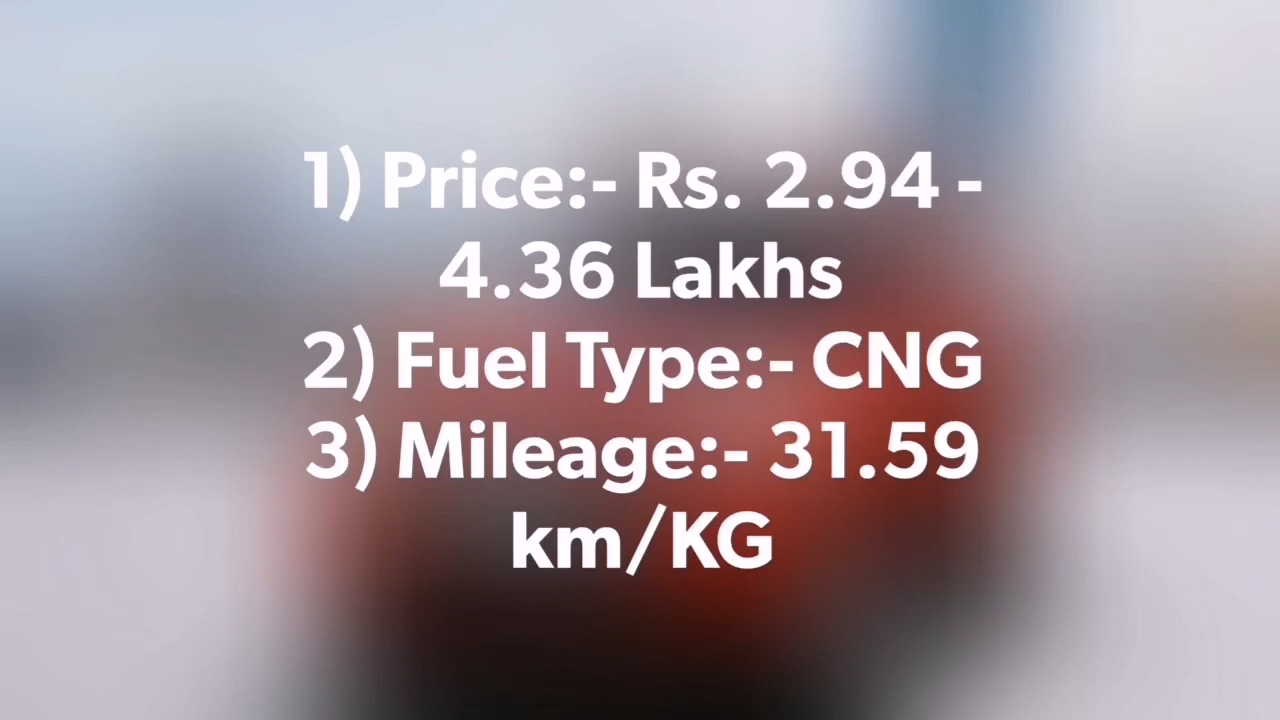 1) Price:- Rs. 2.94 -
4.36 Lakhs
2) Fuel Type:- CNG
3) Mileage:- 31.59
km/KG